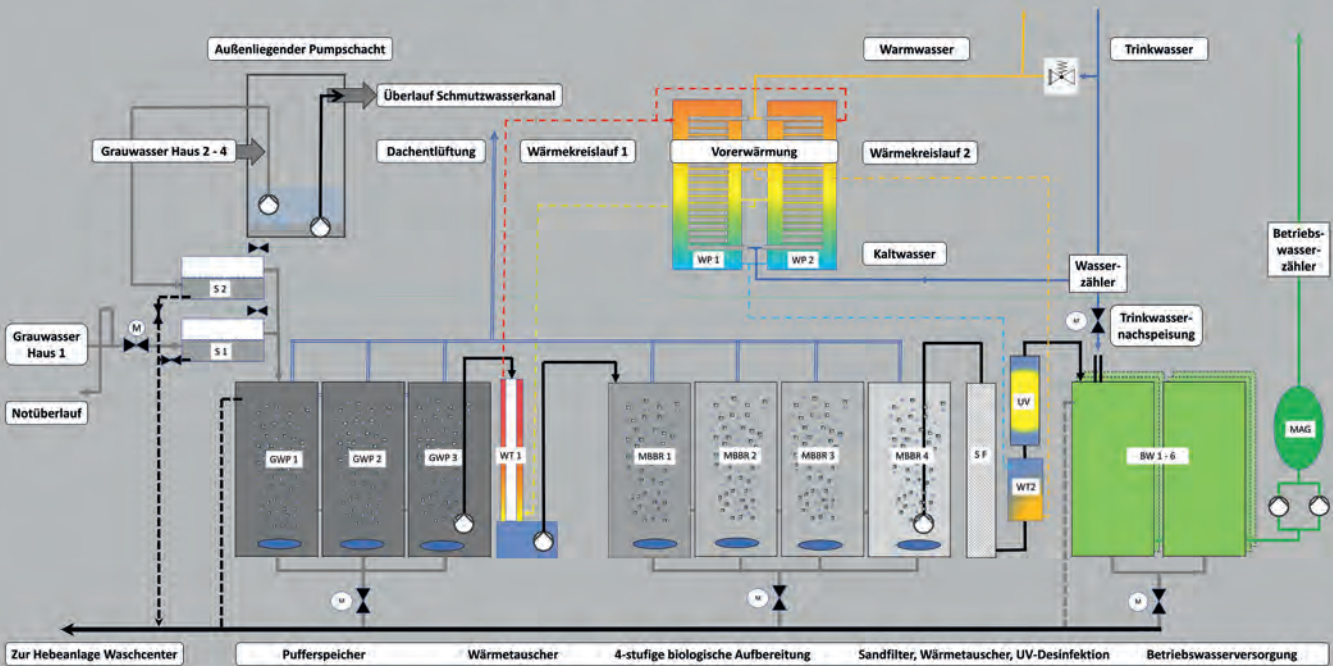 Außenliegender Pumpschacht
Warmwasser
Trinkwasser
Überlauf Schmutzwasserkanal
Grauwasser Haus 2 - 4
Dachentlüftung
Wärmekreislauf 1
Vorerwärmung
Wärmekreislauf 2
WP 1
WP 2
Kaltwasser
Wasser-
zähler
Betriebs-
wasser-
zähler
S 2
M
S 1
Grauwasser
Haus 1
M
Trinkwasser-
nachspeisung
Notüberlauf
GWP 1
GWP 2
GWP 3
WT 1
MBBR 1
MBBR 2
MBBR 3
MBBR 4
S F
UV
WT2
BW 1 - 6
MAG
M
M
M
Zur Hebeanlage Waschcenter
Pufferspeicher
Wärmetauscher
4-stufige biologische Aufbereitung
Sandfilter, Wärmetauscher, UV-Desinfektion
Betriebswasserversorgung